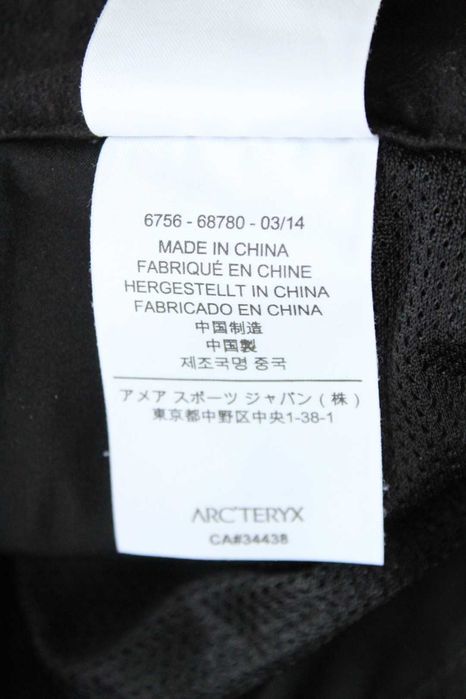 6756 - 68780 - 03/14
MADE IN CHINA
FABRIQUÉ EN CHINE
HERGESTELLT IN CHINA
FABRICADO EN CHINA
中国制造
中国製
제조국명 중국
アメア スポーツ ジャパン ( 株 )
東京都中野区中央1-38-1
ARC'TERYX
CA#34438